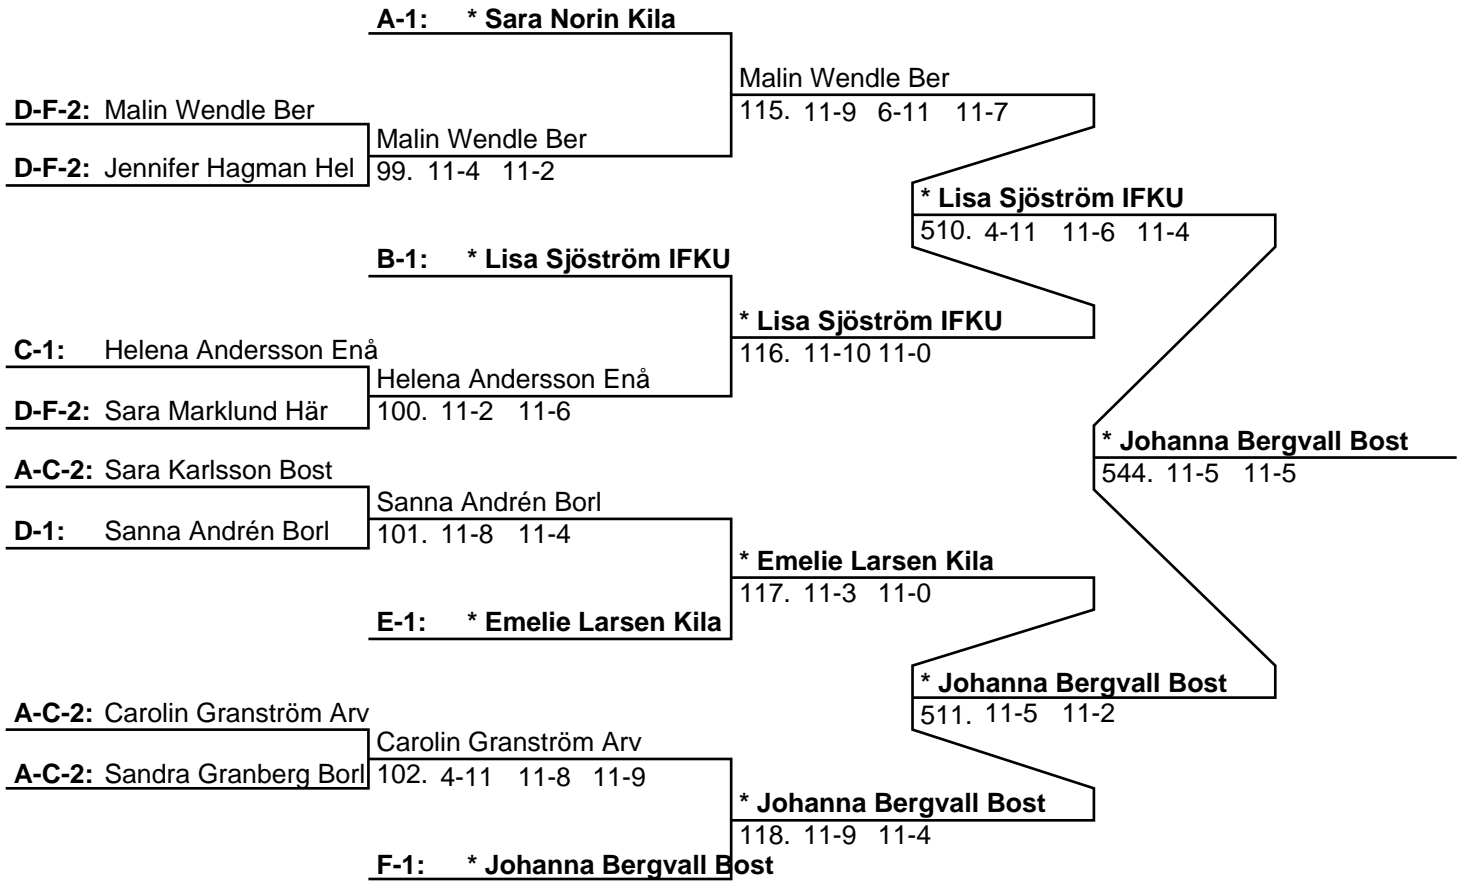 A-1: * Sara Norin Kila
Malin Wendle Ber
D-F-2: Malin Wendle Ber
115. 11-9 6-11 11-7
Malin Wendle Ber
D-F-2: Jennifer Hagman Hel
99. 11-4 11-2
* Lisa Sjöström IFKU
510. 4-11 11-6 11-4
B-1: * Lisa Sjöström IFKU
* Lisa Sjöström IFKU
C-1: Helena Andersson Enå
116. 11-10 11-0
Helena Andersson Enå
D-F-2: Sara Marklund Här
100. 11-2 11-6
* Johanna Bergvall Bost
A-C-2: Sara Karlsson Bost
544. 11-5 11-5
Sanna Andrén Borl
D-1: Sanna Andrén Borl
101. 11-8 11-4
* Emelie Larsen Kila
117. 11-3 11-0
E-1: * Emelie Larsen Kila
* Johanna Bergvall Bost
A-C-2: Carolin Granström Arv
511. 11-5 11-2
Carolin Granström Arv
A-C-2: Sandra Granberg Borl
102. 4-11 11-8 11-9
* Johanna Bergvall Bost
118. 11-9 11-4
F-1: * Johanna Bergvall Bost